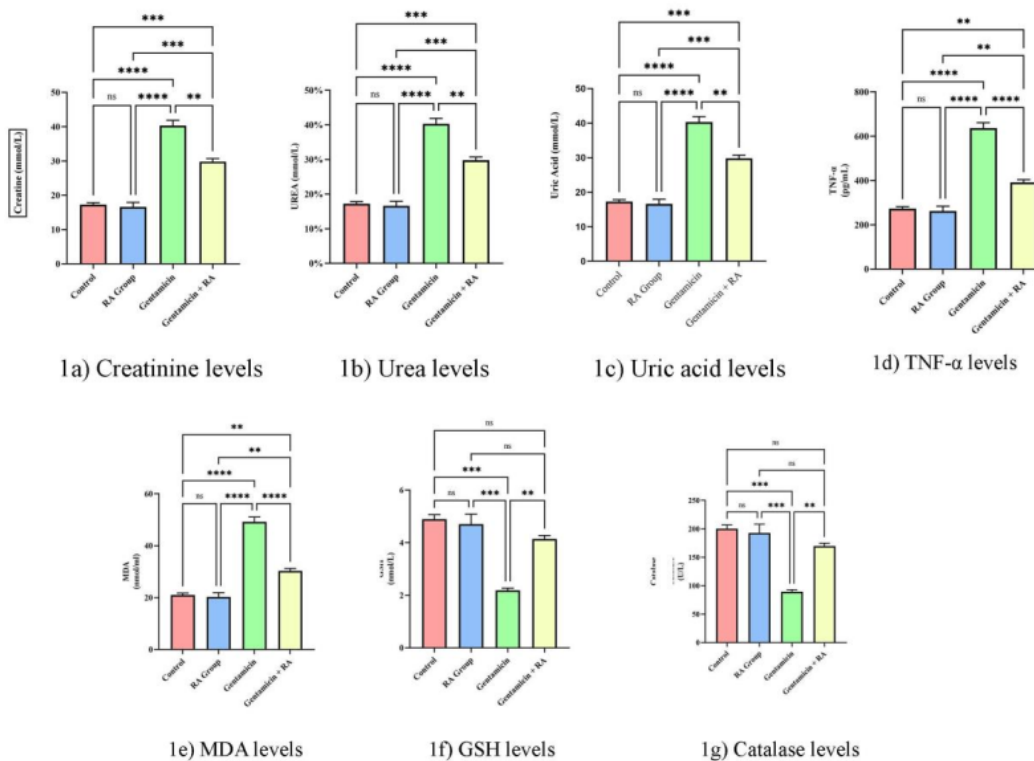 ***
***
****
ns **** **
Creatine (mmol/L)
50
40
30
20
10
0
Control
RA Group
Gentamicin
Gentamicin + RA
1a) Creatinine levels
***
***
****
ns **** **
UREA (mmol/L)
50%
40%
30%
20%
10%
0%
Control
RA Group
Gentamicin
Gentamicin + RA
1b) Urea levels
***
***
****
ns **** **
Uric Acid (mmol/L)
50
40
30
20
10
0
Control
RA Group
Gentamicin
Gentamicin + RA
1c) Uric acid levels
**
**
****
ns **** ****
TNF-α
(pg/mL)
800
600
400
200
0
Control
RA Group
Gentamicin
Gentamicin + RA
1d) TNF-α levels
**
**
****
ns **** ****
MDA
(nmol/ml)
60
40
20
0
Control
RA Group
Gentamicin
Gentamicin + RA
1e) MDA levels
ns
ns
***
ns *** **
6
4
2
0
Control
RA Group
Gentamicin
Gentamicin + RA
1f) GSH levels
ns
ns
***
ns *** **
Catalase
(U/L)
250
200
150
100
50
0
Control
RA Group
Gentamicin
Gentamicin + RA
1g) Catalase levels